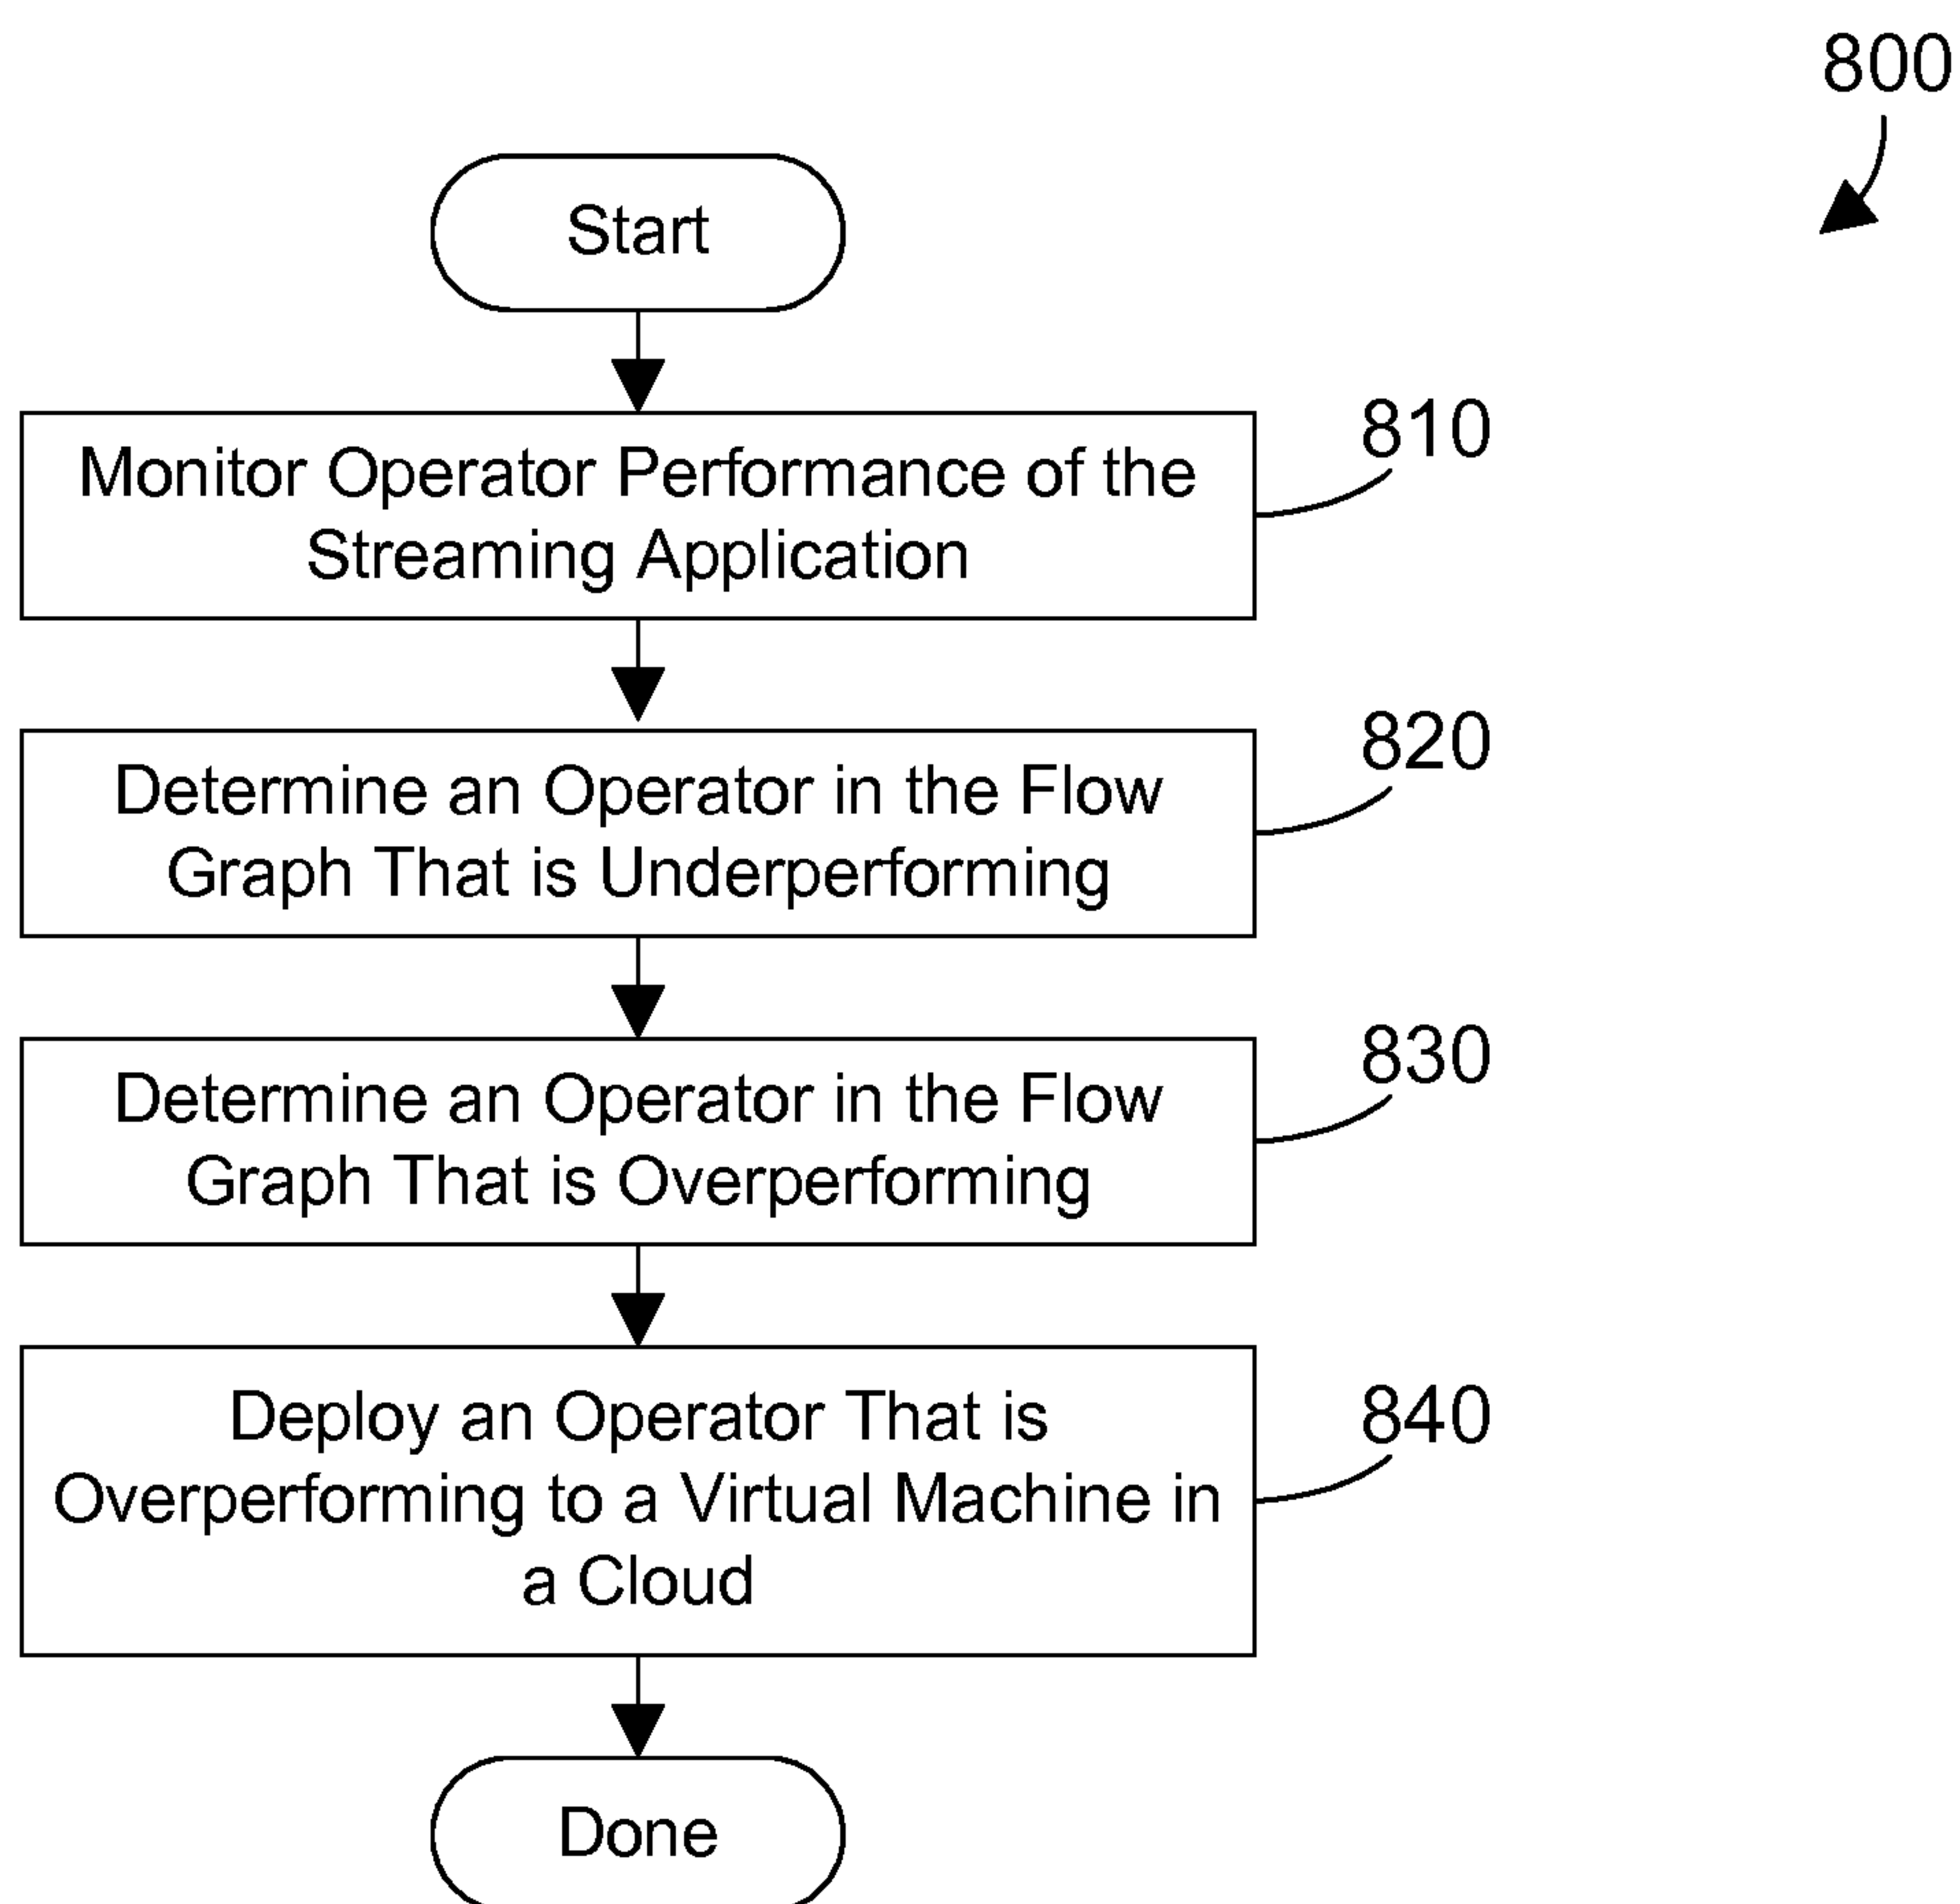 800
Start
Monitor Operator Performance of the
Streaming Application
810
Determine an Operator in the Flow
Graph That is Underperforming
820
Determine an Operator in the Flow
Graph That is Overperforming
830
Deploy an Operator That is
Overperforming to a Virtual Machine in
a Cloud
840
Done